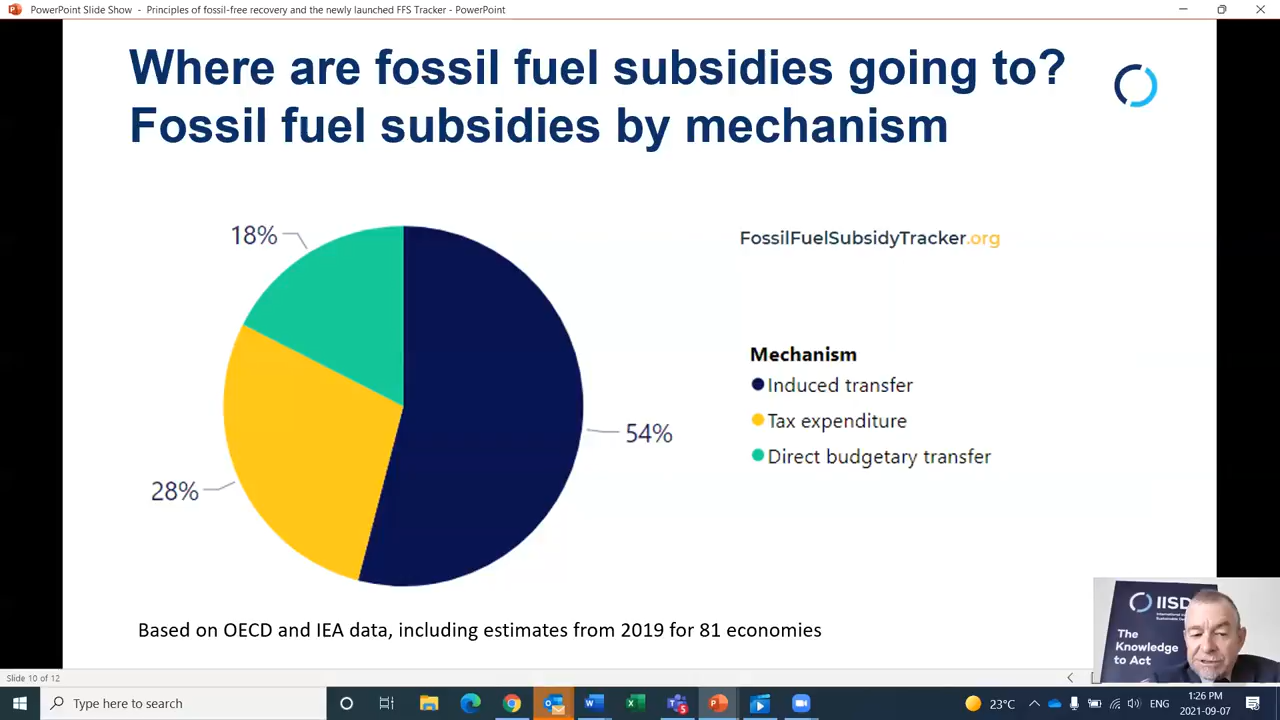 PowerPoint Slide Show - Principles of fossil-free recovery and the newly launched FFS Tracker - PowerPoint
Where are fossil fuel subsidies going to?
Fossil fuel subsidies by mechanism
18%
54%
28%
FossilFuelSubsidyTracker.org
Mechanism
Induced transfer
Tax expenditure
Direct budgetary transfer
Based on OECD and IEA data, including estimates from 2019 for 81 economies
IISD
The
Knowledge
to Act
Slide 10 of 12
Type here to search
23°C
ENG
1:26 PM
2021-09-07